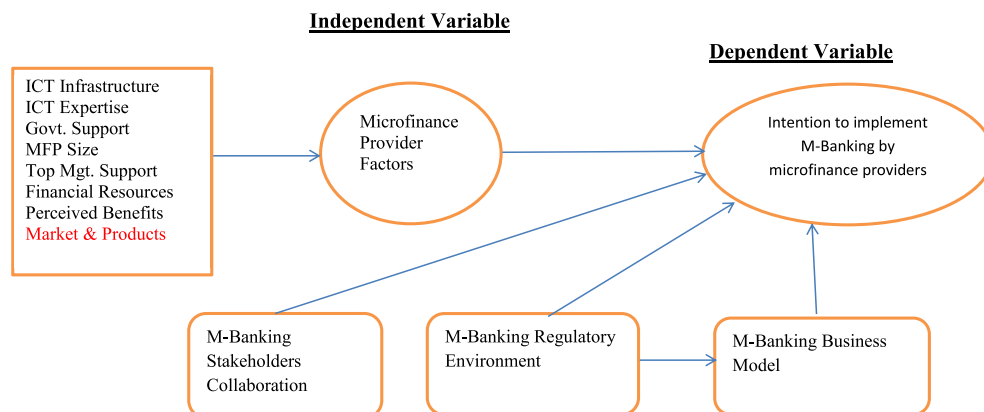 Independent Variable
Dependent Variable
ICT Infrastructure
ICT Expertise
Govt. Support
MFP Size
Top Mgt. Support
Financial Resources
Perceived Benefits
Market & Products
Microfinance
Provider
Factors
Intention to implement
M-Banking by
microfinance providers
M-Banking
Stakeholders
Collaboration
M-Banking Regulatory
Environment
M-Banking Business
Model